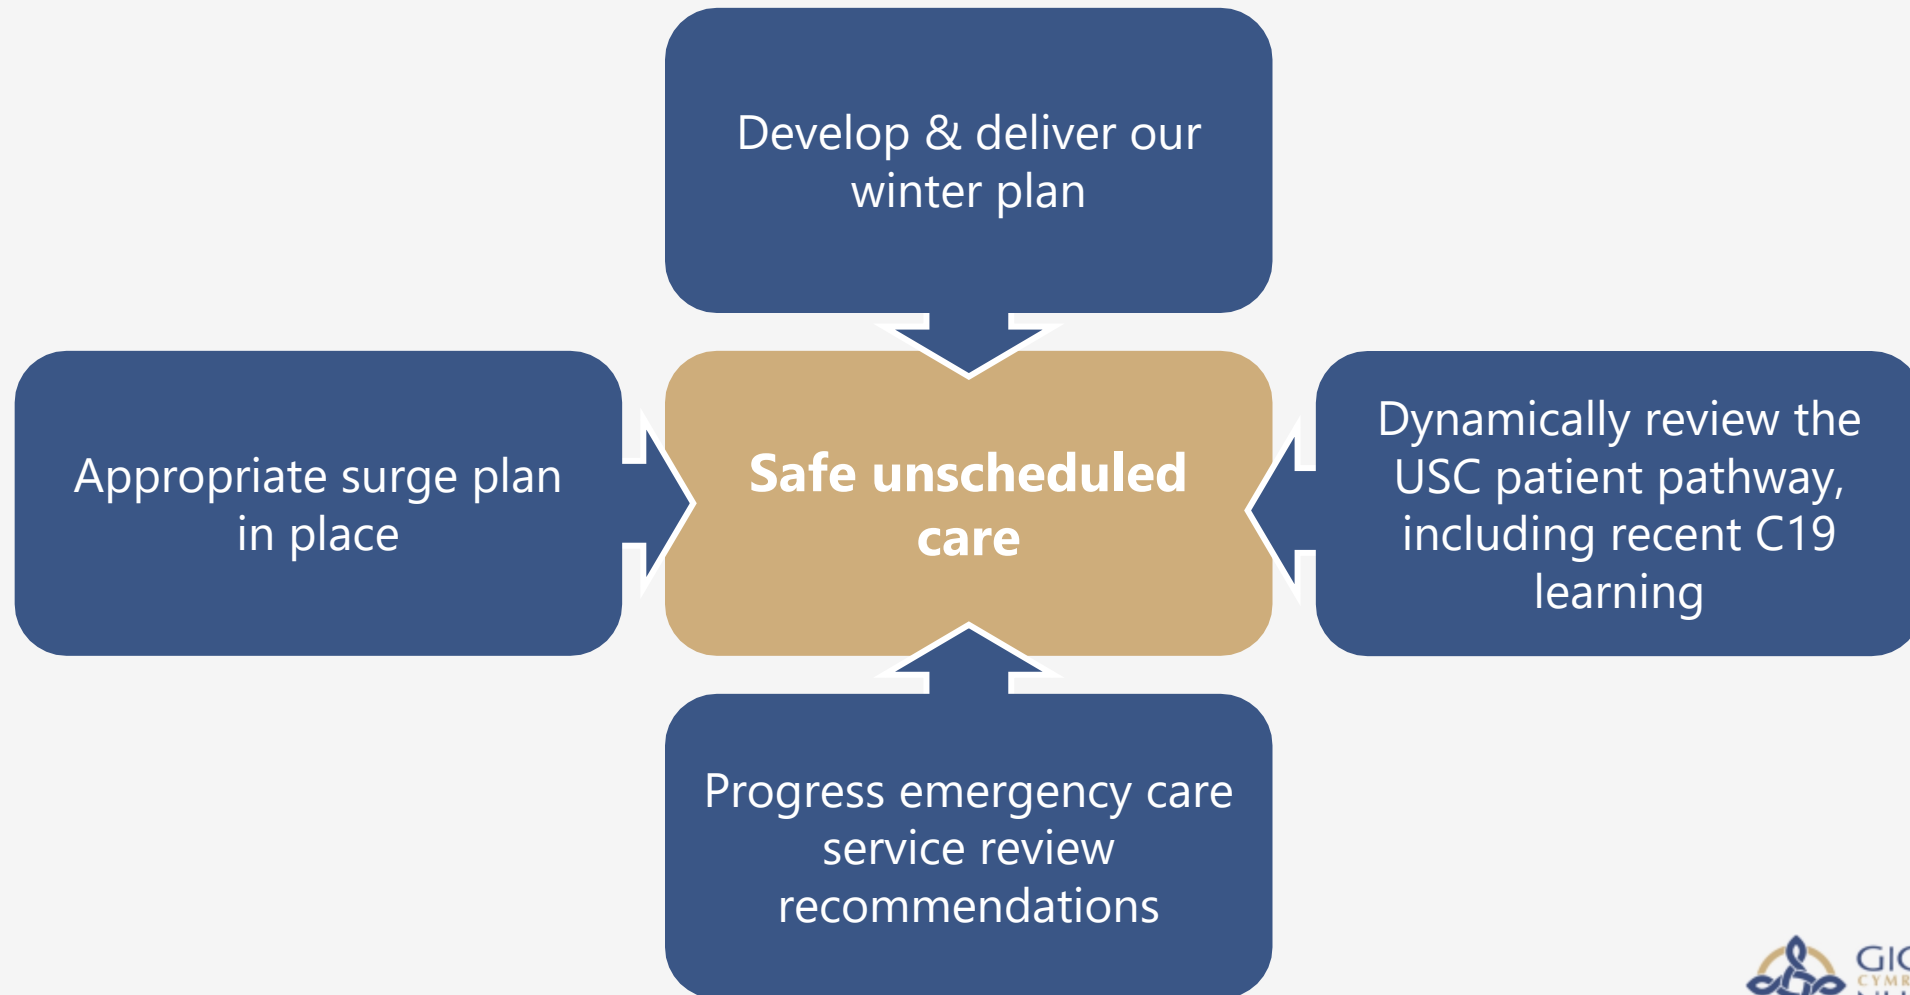 Develop & deliver our
winter plan
Appropriate surge plan
in place
Safe unscheduled
care
Dynamically review the
USC patient pathway,
including recent C19
learning
Progress emergency care
service review
recommendations